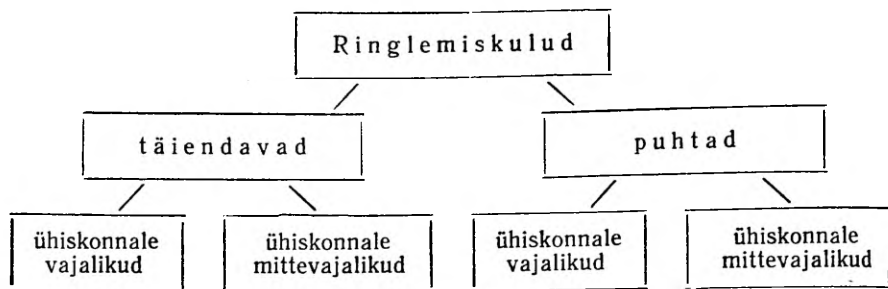 Ringlemiskulud
täiendavad
puhtad
ühiskonnale
vajalikud
ühiskonnale
mittevajalikud
ühiskonnale
vajalikud
ühiskonnale
mittevajalikud